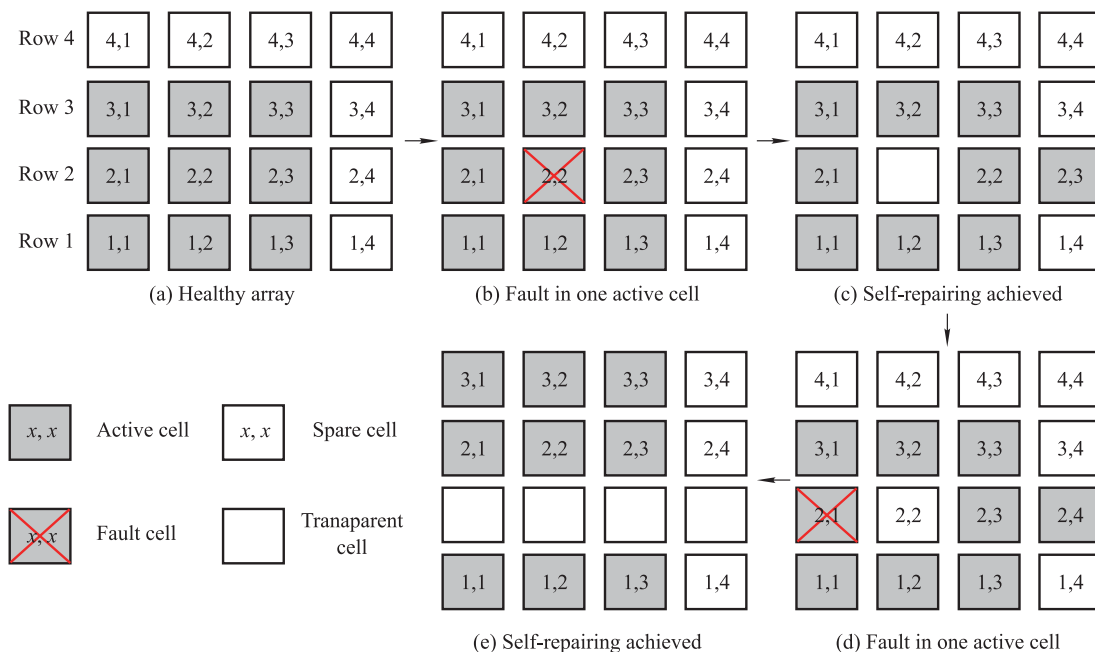 Row 4 4,1 4,2 4,3 4,4 4,1 4,2 4,3 4,4 4,1 4,2 4,3 4,4
Row 3 3,1 3,2 3,3 3,4 3,1 3,2 3,3 3,4 3,1 3,2 3,3 3,4
Row 2 2,1 2,2 2,3 2,4 2,1 2,2 2,3 2,4 2,1 2,2 2,3
Row 1 1,1 1,2 1,3 1,4 1,1 1,2 1,3 1,4 1,1 1,2 1,3 1,4
(a) Healthy array (b) Fault in one active cell (c) Self-repairing achieved
3,1 3,2 3,3 3,4 4,1 4,2 4,3 4,4
x, x Active cell x, x Spare cell 2,1 2,2 2,3 2,4 3,1 3,2 3,3 3,4
x, x Fault cell Tranaparent
cell
2,1 2,2 2,3 2,4
1,1 1,2 1,3 1,4 1,1 1,2 1,3 1,4
(e) Self-repairing achieved (d) Fault in one active cell